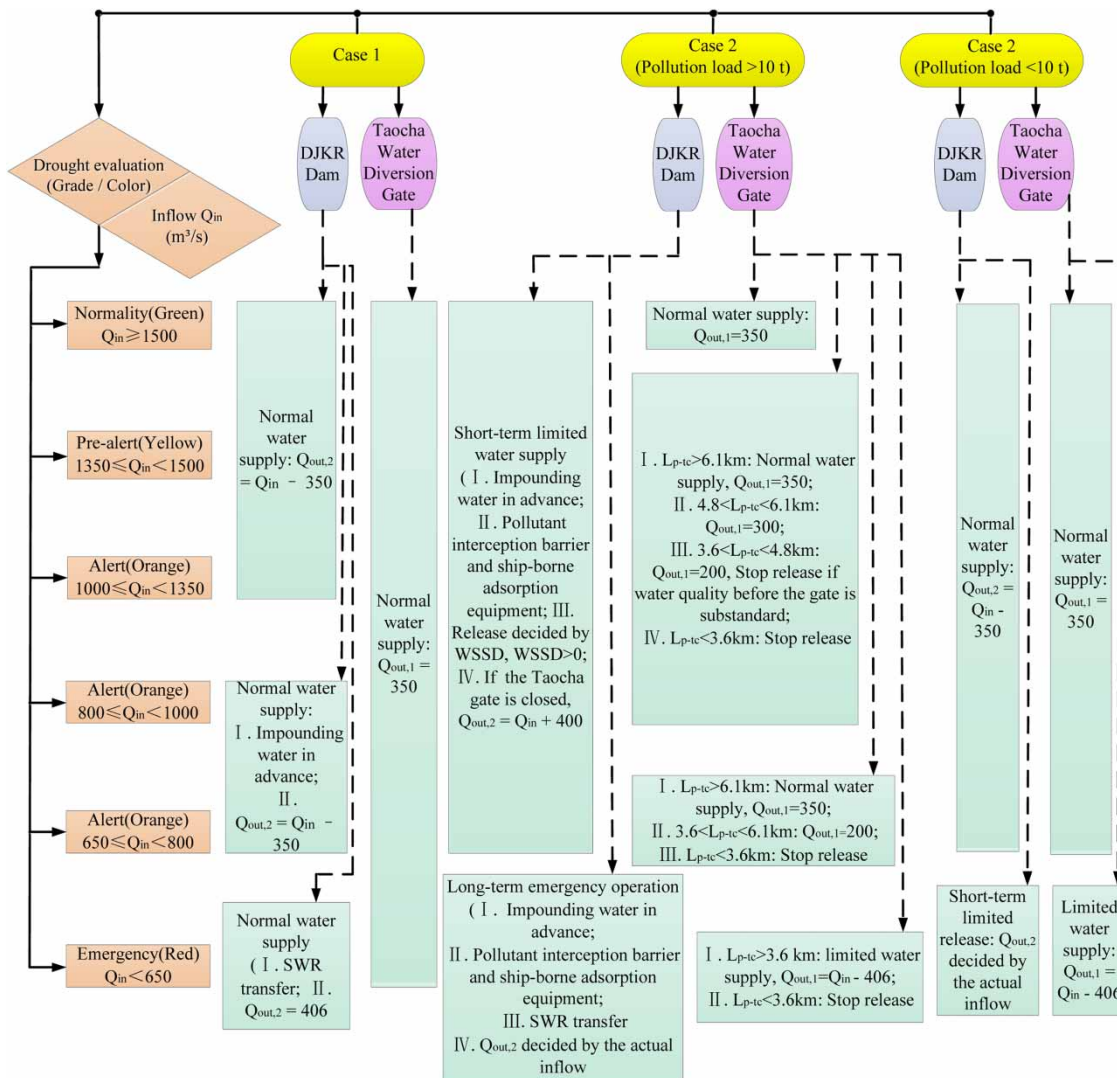 Case 1
Case 2
(Pollution load >10 t)
Case 2
(Pollution load <10 t)
DJKR
Dam
Taocha
Water
Diversion
Gate
DJKR
Dam
Taocha
Water
Diversion
Gate
DJKR
Dam
Taocha
Water
Diversion
Gate
Drought evaluation
(Grade / Color)
Inflow Qin
(m³/s)
Normality(Green)
Qin≥1500
Pre-alert(Yellow)
1350≤Qin<1500
Alert(Orange)
1000≤Qin<1350
Alert(Orange)
800≤Qin<1000
Alert(Orange)
650≤Qin<800
Emergency(Red)
Qin<650
Normal
water
supply: Qout,2
= Qin - 350
Normal water
supply:
Ⅰ. Impounding
water in
advance;
Ⅱ.
Qout,2 = Qin -
350
Normal water
supply
(Ⅰ. SWR
transfer; Ⅱ.
Qout,2 = 406
Normal
water
supply:
Qout,1 =
350
Short-term limited
water supply
(Ⅰ. Impounding
water in advance;
Ⅱ. Pollutant
interception barrier
and ship-borne
adsorption
equipment; Ⅲ.
Release decided by
WSSD, WSSD>0;
Ⅳ. If the Taocha
gate is closed,
Qout,2 = Qin + 400
Long-term emergency operation
(Ⅰ. Impounding water in
advance;
Ⅱ. Pollutant interception barrier
and ship-borne adsorption
equipment;
Ⅲ. SWR transfer
Ⅳ. Qout,2 decided by the actual
inflow
Normal water supply:
Qout,1=350
Ⅰ. Lp-tc>6.1km: Normal water
supply, Qout,1=350;
Ⅱ. 4.8<Lp-tc<6.1km:
Qout,1=300;
Ⅲ. 3.6<Lp-tc<4.8km:
Qout,1=200, Stop release if
water quality before the gate is
substandard;
Ⅳ. Lp-tc<3.6km: Stop release
Ⅰ. Lp-tc>6.1km: Normal water
supply, Qout,1=350;
Ⅱ. 3.6<Lp-tc<6.1km: Qout,1=200;
Ⅲ. Lp-tc<3.6km: Stop release
Ⅰ. Lp-tc>3.6 km: limited water
supply, Qout,1=Qin - 406;
Ⅱ. Lp-tc<3.6km: Stop release
Normal
water
supply:
Qout,2 =
Qin -
350
Short-term
limited
release: Qout,2
decided by
the actual
inflow
Normal
water
supply:
Qout,1 =
350
Limited
water
supply:
Qout,1 =
Qin - 406